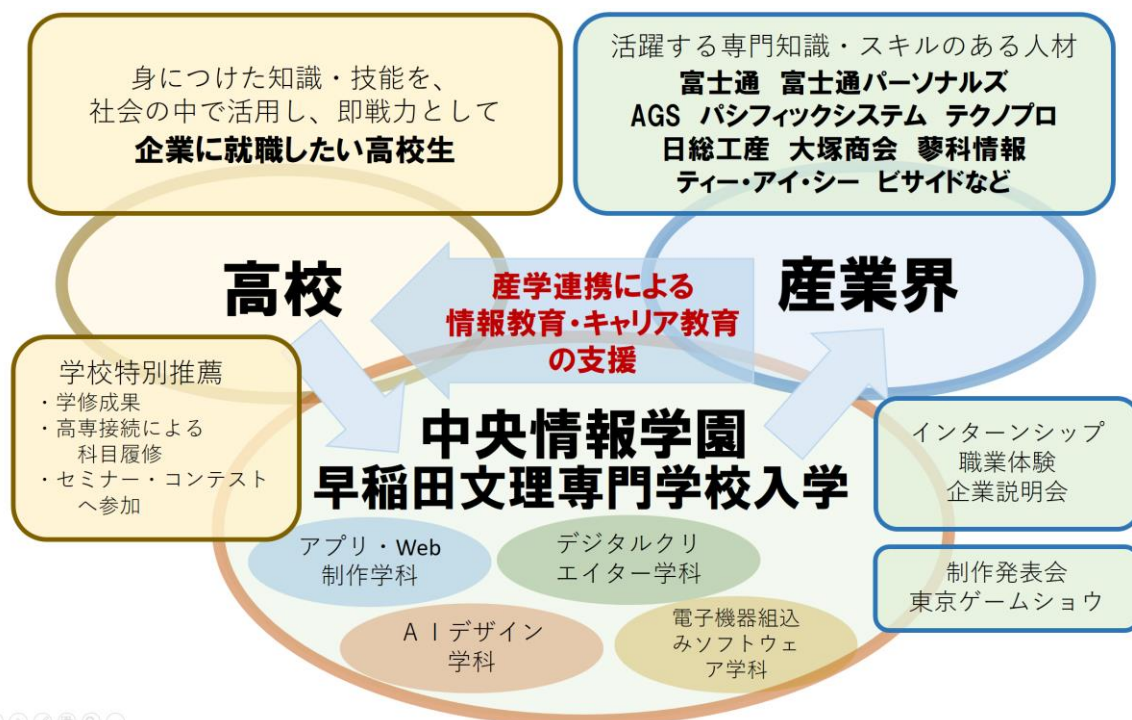 身につけた知識・技能を、
社会の中で活用し、即戦力として
企業に就職したい高校生
活躍する専門知識・スキルのある人材
富士通 富士通パーソナルズ
AGS パシフィックシステム テクノプロ
日総工産 大塚商会 蓼科情報
ティー・アイ・シー ビサイドなど
高校
産学連携による
情報教育・キャリア教育
の支援
産業界
学校特別推薦
・学修成果
・高専接続による
科目履修
・セミナー・コンテスト
へ参加
中央情報学園
早稲田文理専門学校入学
インターンシップ
職業体験
企業説明会
アプリ・Web
制作学科
デジタルクリ
エイター学科
制作発表会
東京ゲームショウ
ＡＩデザイン
学科
電子機器組込
みソフトウェ
ア学科